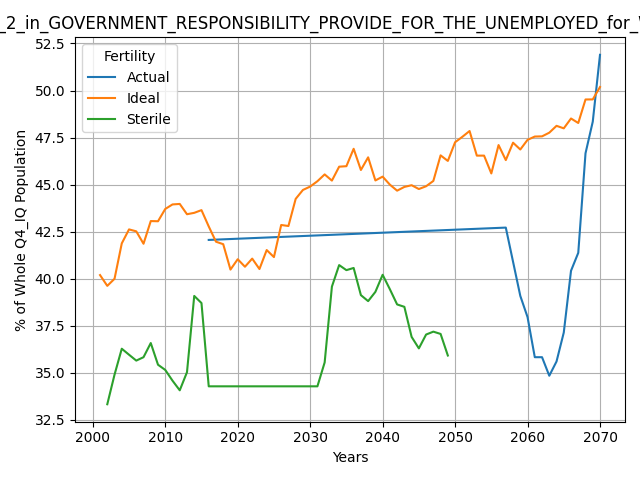 _2_in_GOVERNMENT_RESPONSIBILITY_PROVIDE_FOR_THE_UNEMPLOYED_for_
Fertility
Actual
Ideal
Sterile
% of Whole Q4_IQ Population
52.5
50.0
47.5
45.0
42.5
40.0
37.5
35.0
32.5
2000
2010
2020
2030
2040
2050
2060
2070
Years